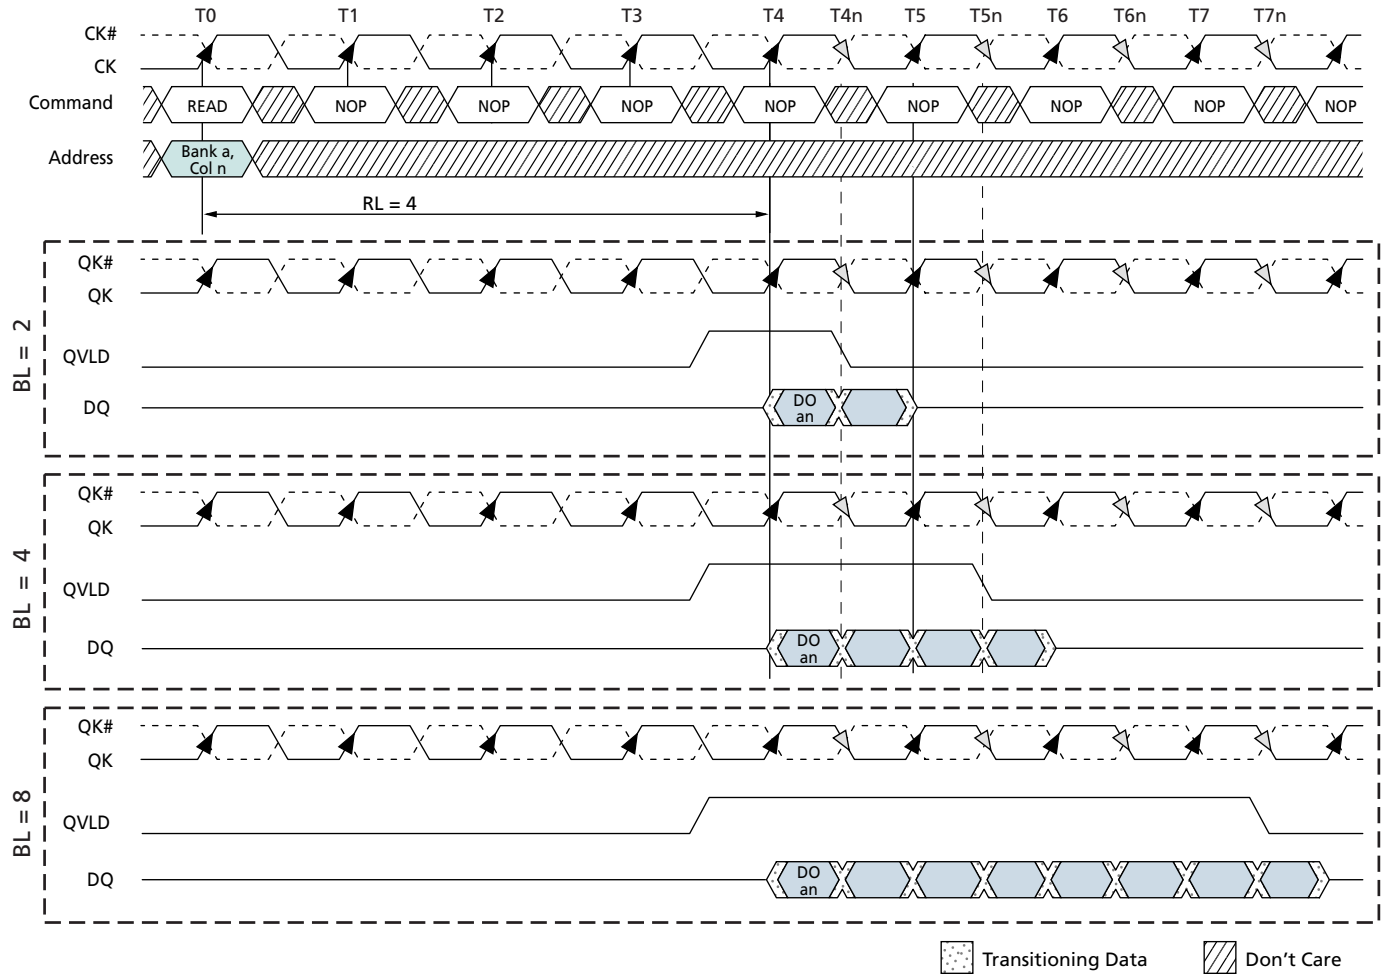 T0 T1 T2 T3 T4 T4n T5 T5n T6 T6n T7 T7n
CK#
CK
Command READ NOP NOP NOP NOP NOP NOP NOP NOP
Address Bank a,
Col n
RL = 4
BL = 2
QK#
QK
QVLD
DQ DO
an
BL = 4
QK#
QK
QVLD
DQ DO
an
BL = 8
QK#
QK
QVLD
DQ DO
an
Transitioning Data Don't Care